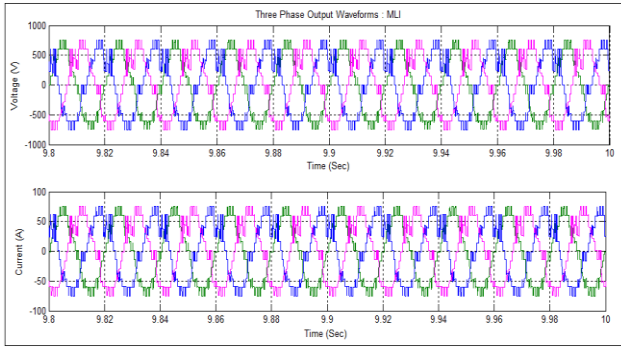 Three Phase Output Waveforms : MLI
Voltage (V)
1000
500
0
-500
-1000
9.8 9.82 9.84 9.86 9.88 9.9 9.92 9.94 9.96 9.98 10
Time (Sec)
Current (A)
100
50
0
-50
-100
9.8 9.82 9.84 9.86 9.88 9.9 9.92 9.94 9.96 9.98 10
Time (Sec)